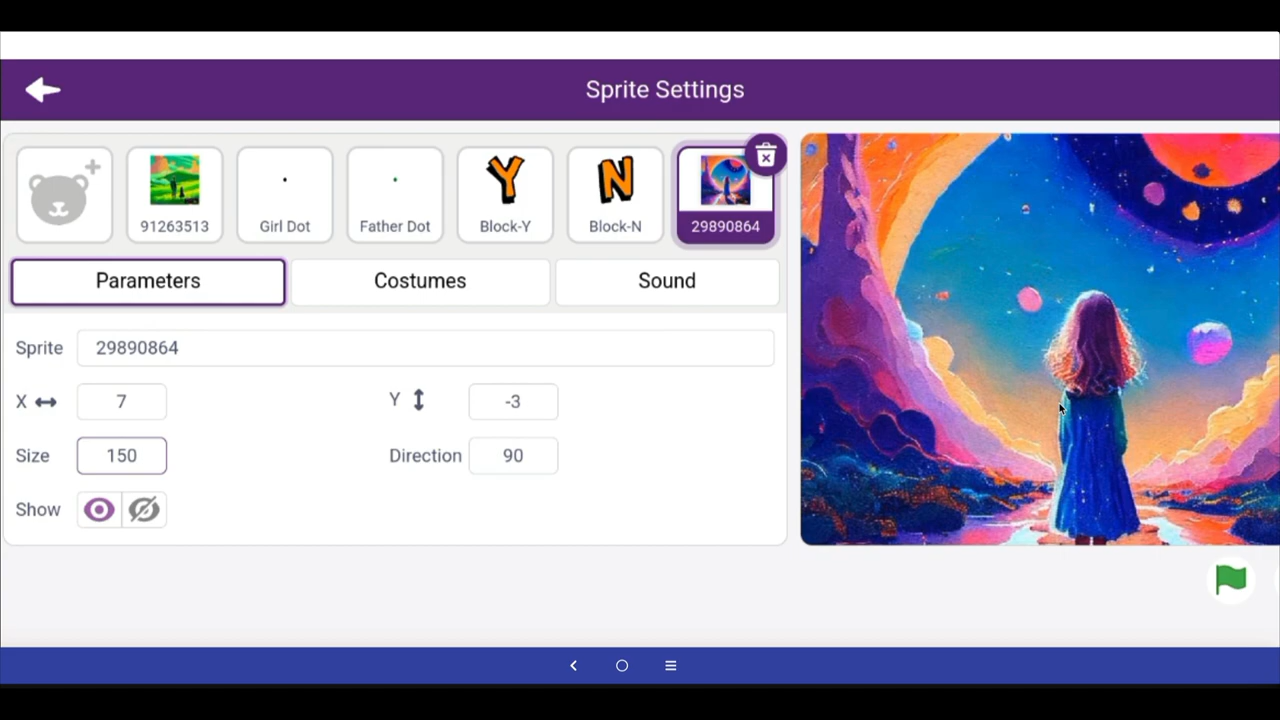 Sprite Settings
91263513
Girl Dot
Father Dot
Y
Block-Y
N
Block-N
29890864
Parameters
Costumes
Sound
Sprite 29890864
X 7 Y -3
Size 150 Direction 90
Show